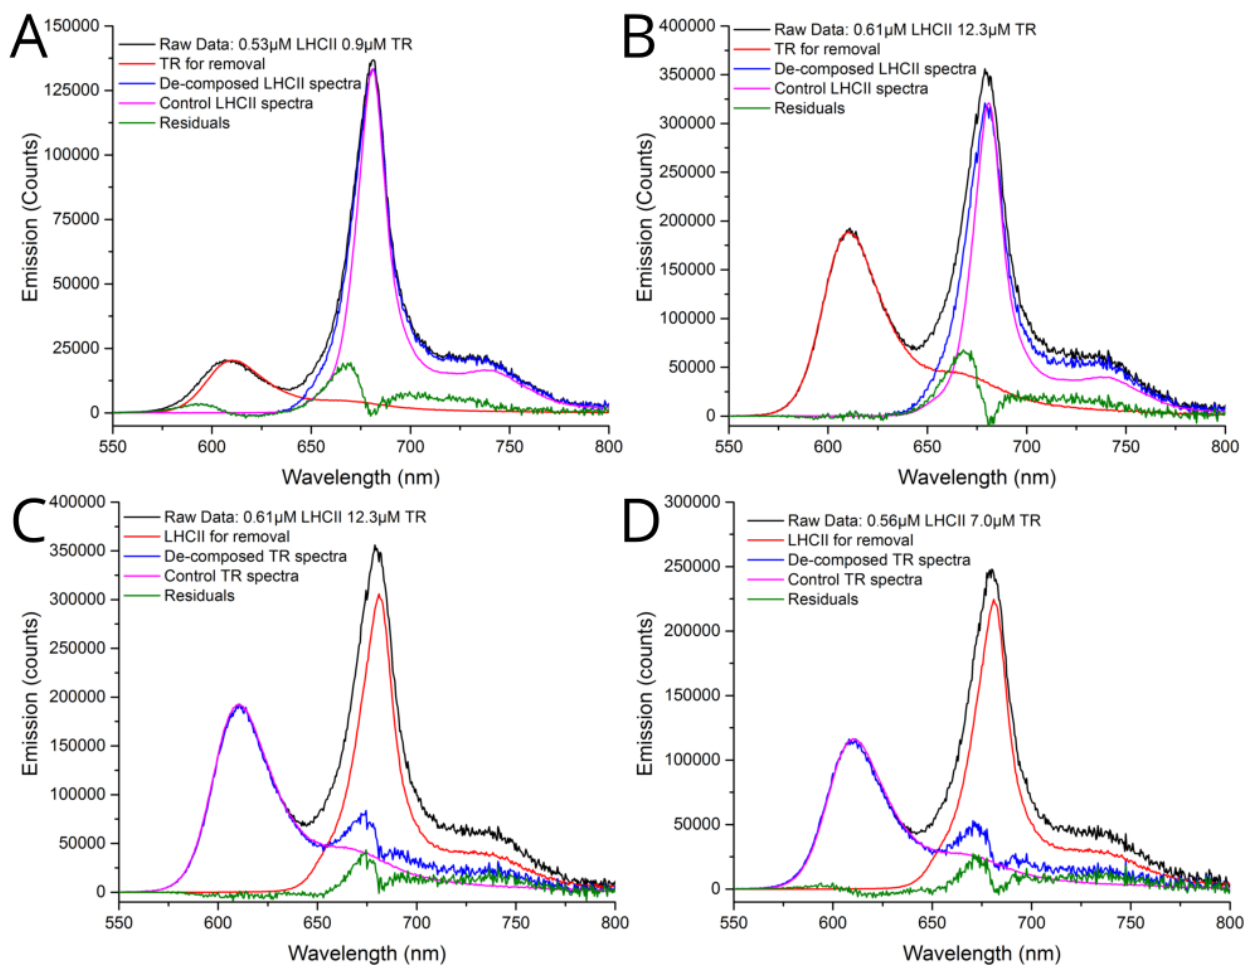 A
150000
125000
100000
75000
50000
25000
0
Emission (Counts)
Raw Data: 0.53µM LHCII 0.9µM TR
TR for removal
De-composed LHCII spectra
Control LHCII spectra
Residuals
550 600 650 700 750 800
Wavelength (nm)
B
400000
350000
300000
250000
200000
150000
100000
50000
0
Emission (Counts)
Raw Data: 0.61µM LHCII 12.3µM TR
TR for removal
De-composed LHCII spectra
Control LHCII spectra
Residuals
550 600 650 700 750 800
Wavelength (nm)
C
400000
350000
300000
250000
200000
150000
100000
50000
0
Emission (counts)
Raw Data: 0.61µM LHCII 12.3µM TR
LHCII for removal
De-composed TR spectra
Control TR spectra
Residuals
550 600 650 700 750 800
Wavelength (nm)
D
300000
250000
200000
150000
100000
50000
0
Emission (counts)
Raw Data: 0.56µM LHCII 7.0µM TR
LHCII for removal
De-composed TR spectra
Control TR spectra
Residuals
550 600 650 700 750 800
Wavelength (nm)